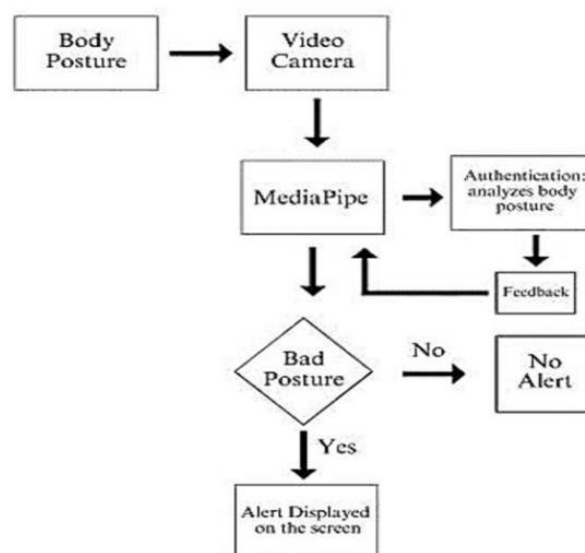 Body
Posture
Video
Camera
MediaPipe
Authentication:
analyzes body
posture
Feedback
Bad
Posture
No
No
Alert
Yes
Alert Displayed
on the screen